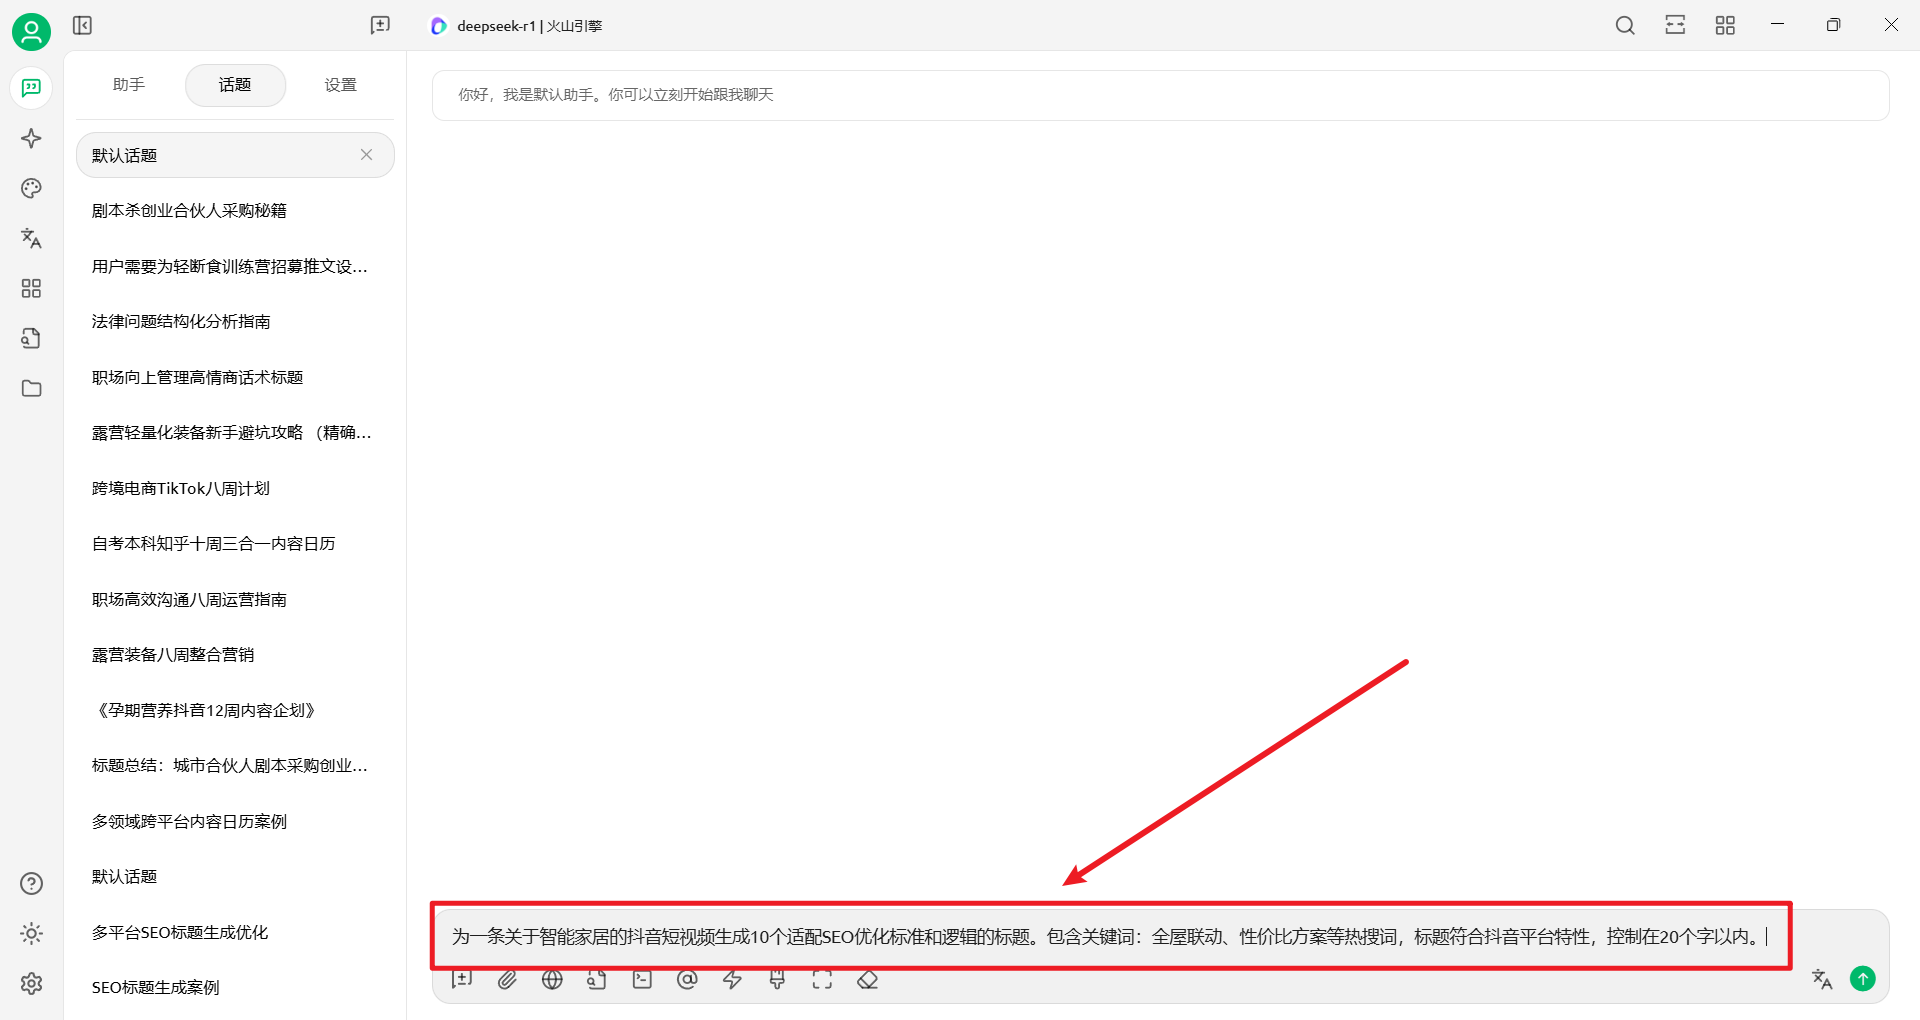 deepseek-r1 | 火山引擎
助手
话题
设置
默认话题
剧本杀创业合伙人采购秘籍
用户需要为轻断食训练营招募推文设...
法律问题结构化分析指南
职场向上管理高情商话术标题
露营轻量化装备新手避坑攻略 （精确...
跨境电商TikTok八周计划
自考本科知乎十周三合一内容日历
职场高效沟通八周运营指南
露营装备八周整合营销
《孕期营养抖音12周内容企划》
标题总结：城市合伙人剧本采购创业...
多领域跨平台内容日历案例
默认话题
多平台SEO标题生成优化
SEO标题生成案例
你好，我是默认助手。你可以立刻开始跟我聊天
为一条关于智能家居的抖音短视频生成10个适配SEO优化标准和逻辑的标题。包含关键词：全屋联动、性价比方案等热搜词，标题符合抖音平台特性，控制在20个字以内。